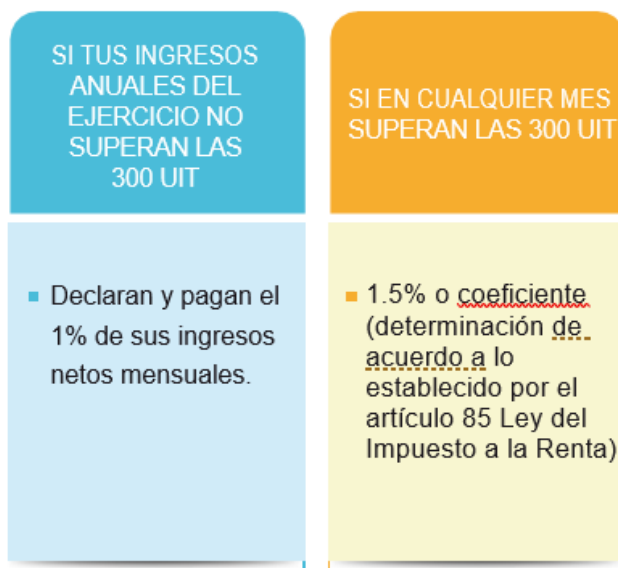 SI TUS INGRESOS
ANUALES DEL
EJERCICIO NO
SUPERAN LAS
300 UIT
SI EN CUALQUIER MES
SUPERAN LAS 300 UIT
Declaran y pagan el
1% de sus ingresos
netos mensuales.
1.5% o coeficiente
(determinación de
acuerdo a lo
establecido por el
artículo 85 Ley del
Impuesto a la Renta)